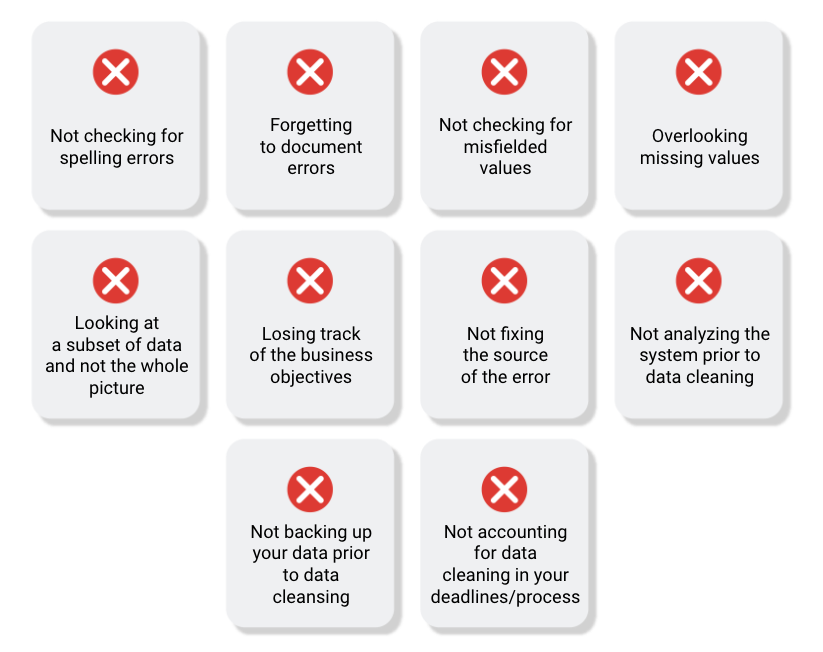 Not checking for
spelling errors
Forgetting
to document
errors
Not checking for
misfielded
values
Overlooking
missing values
Looking at
a subset of data
and not the whole
picture
Losing track
of the business
objectives
Not fixing
the source
of the error
Not analyzing the
system prior to
data cleaning
Not backing up
your data prior
to data
cleansing
Not accounting
for data
cleaning in your
deadlines/process